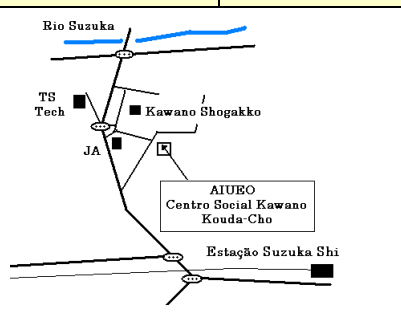 Rio Suzuka
TS
Tech
Kawano Shogakko
JA
AIUEO
Centro Social Kawano
Kouda-Cho
Estação Suzuka Shi